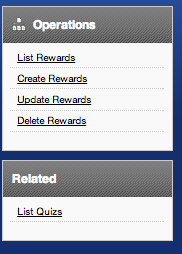 Operations
List Rewards
Create Rewards
Update Rewards
Delete Rewards
Related
List Quizs